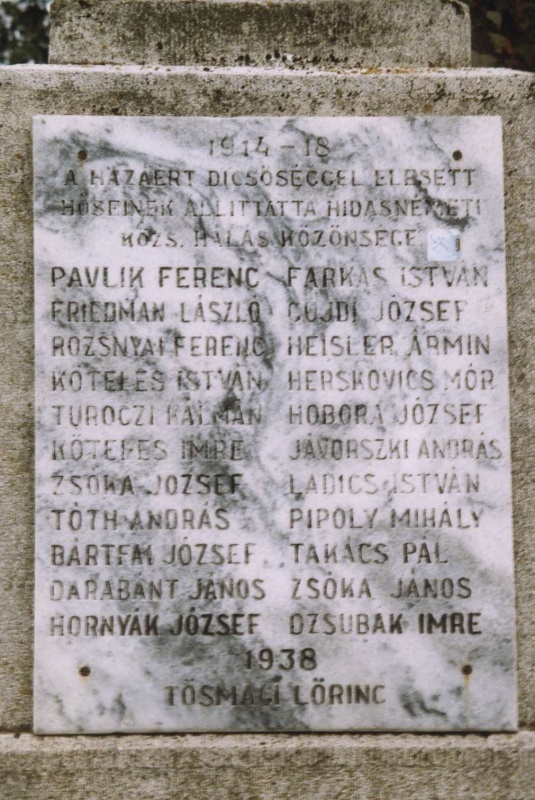 1914-18
A HAZAÉRT DICSŐSÉGGEL ELESETT
HŐSEINEK ÁLLITTATTA HIDASNÉMETI
KÖZS. HÁLÁS KÖZÖNSÉGE
PAVLIK FERENC FARKAS ISTVÁN
FRIEDMAN LÁSZLÓ GUJDI JÓZSEF
ROZSNYAI FERENC HEISLER ÁRMIN
KÖTELES ISTVÁN HERSKOVICS MÓR
TUROCZI KÁLMÁN HOBORA JÓZSEF
KÖTELES IMRE JÁVORSZKI ANDRÁS
ZSÓKA JÓZSEF LADICS ISTVÁN
TÓTH ANDRÁS PIPOLY MIHÁLY
BÁRTFAI JÓZSEF TAKÁCS PÁL
DARABÁNT JÁNOS ZSÓKA JÁNOS
HORNYÁK JÓZSEF DZSUBÁK IMRE
1938
TÖSMAGI LŐRINC